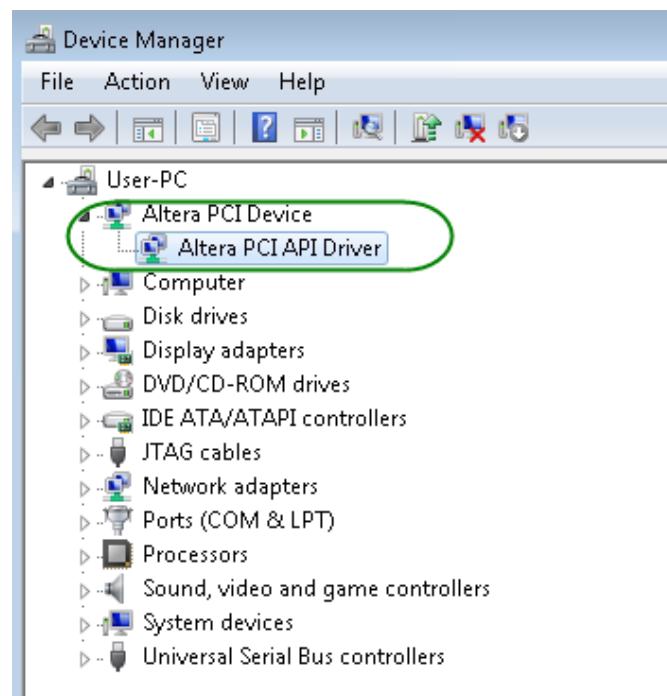 Device Manager
File Action View Help
User-PC
Altera PCI Device
Altera PCI API Driver
Computer
Disk drives
Display adapters
DVD/CD-ROM drives
IDE ATA/ATAPI controllers
JTAG cables
Network adapters
Ports (COM & LPT)
Processors
Sound, video and game controllers
System devices
Universal Serial Bus controllers